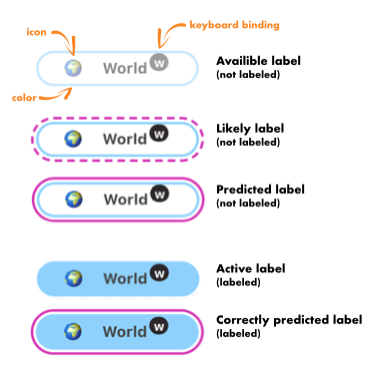 icon
keyboard binding
World w
Availible label
(not labeled)
color
World w
Likely label
(not labeled)
World w
Predicted label
(not labeled)
World w
Active label
(labeled)
World w
Correctly predicted label
(labeled)